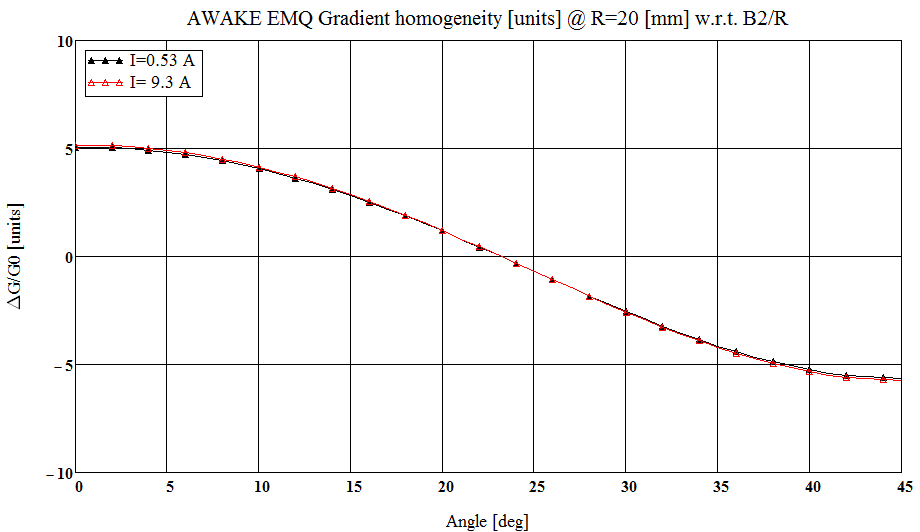 AWAKE EMQ Gradient homogeneity [units] @ R=20 [mm] w.r.t. B2/R
10
I=0.53 A
I= 9.3 A
5
0
−5
−10
ΔG/G0 [units]
0 5 10 15 20 25 30 35 40 45
Angle [deg]